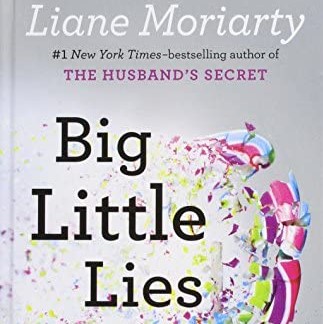 Liane Moriarty
#1 New York Times–bestselling author of
THE HUSBAND'S SECRET
Big
Little
Lies